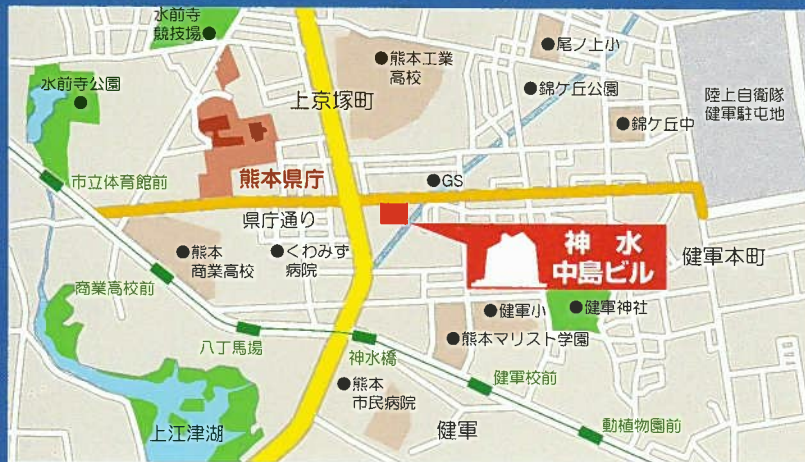 水前寺
競技場
尾ノ上小
熊本工業
高校
水前寺公園
錦ケ丘公園
上京塚町
陸上自衛隊
健軍駐屯地
錦ケ丘中
市立体育館前
熊本県庁
GS
県庁通り
神水
中島ビル
熊本
商業高校
くわみず
病院
健軍本町
商業高校前
健軍小
健軍神社
熊本マリスト学園
八丁馬場
神水橋
健軍校前
熊本
市民病院
動植物園前
上江津湖
健軍